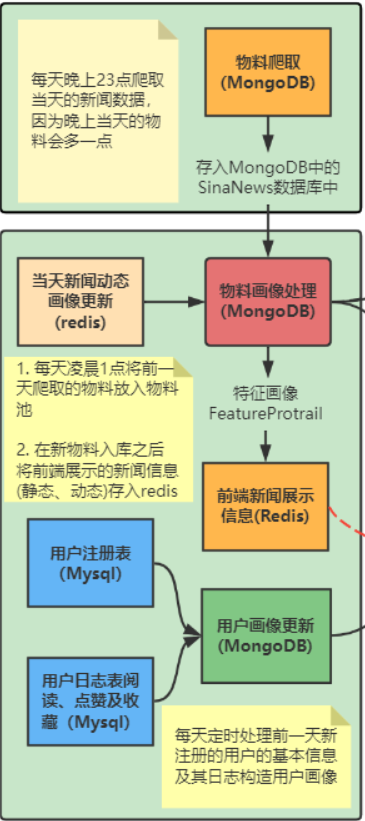 每天晚上23点爬取
当天的新闻数据，
因为晚上当天的物
料会多一点
物料爬取
(MongoDB)
存入MongoDB中的
SinaNews数据库中
当天新闻动态
画像更新
(redis)
物料画像处理
(MongoDB)
1. 每天凌晨1点将前一
天爬取的物料放入物料
池
2. 在新物料入库之后
将前端展示的新闻信息
(静态、动态)存入redis
特征画像
FeatureProtrail
前端新闻展示
信息(Redis)
用户注册表
（Mysql)
用户画像更新
(MongoDB)
用户日志表阅
读、点赞及收
藏（Mysql)
每天定时处理前一天新
注册的用户的基本信息
及其日志构造用户画像